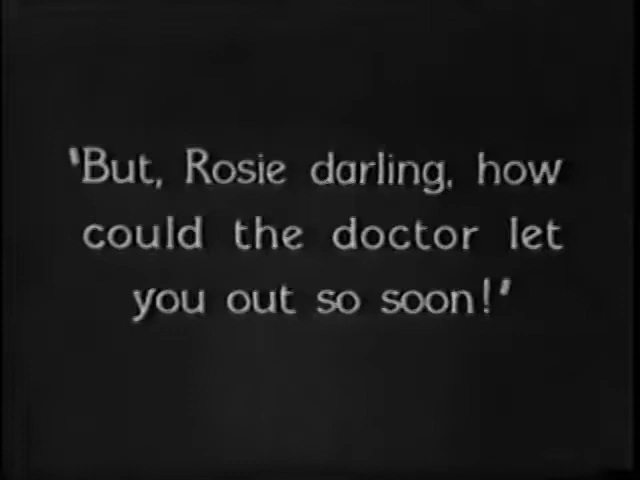 'But, Rosie darling, how
could the doctor let
you out so soon!'